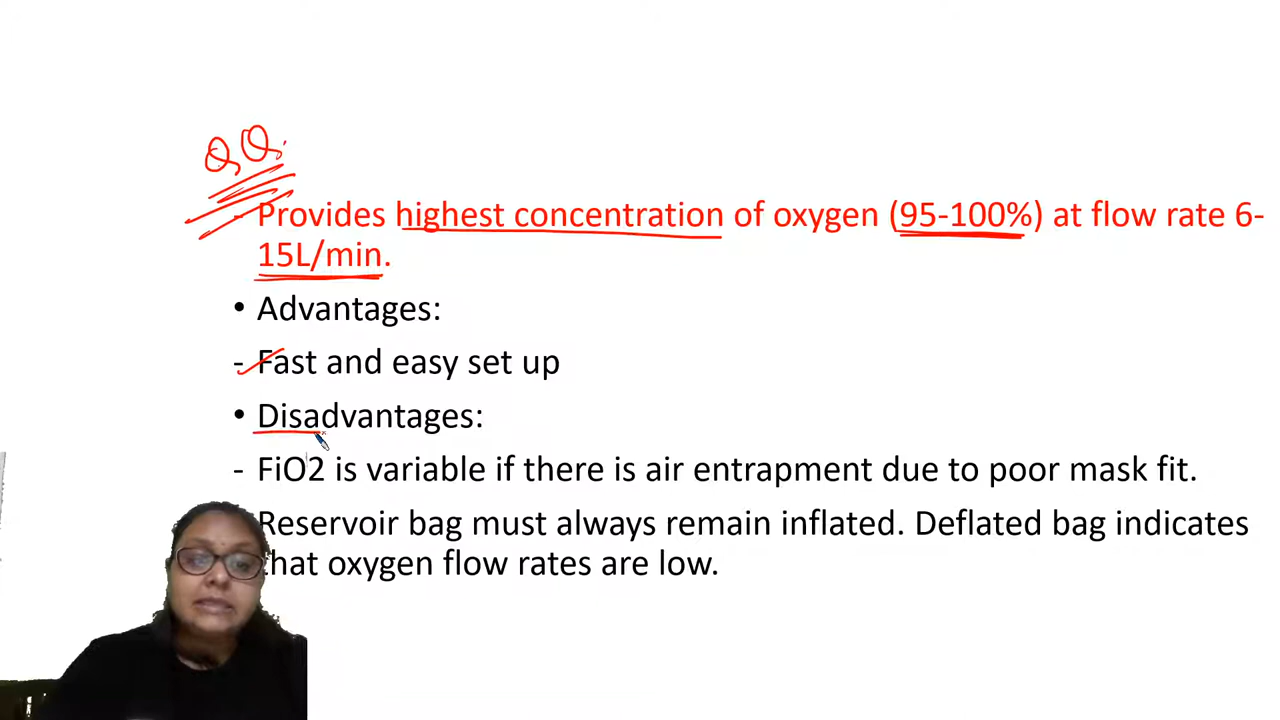 QQ.
- Provides highest concentration of oxygen (95-100%) at flow rate 6-
15L/min.
• Advantages:
- Fast and easy set up
• Disadvantages:
- FiO2 is variable if there is air entrapment due to poor mask fit.
Reservoir bag must always remain inflated. Deflated bag indicates
that oxygen flow rates are low.